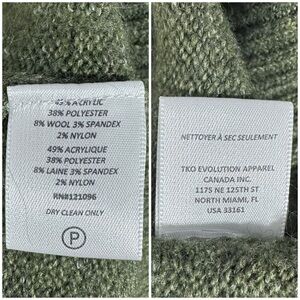 49% ACRYLIC
38% POLYESTER
8% WOOL 3% SPANDEX
2% NYLON
49% ACRYLIQUE
38% POLYESTER
8% LAINE 3% SPANDEX
2% NYLON
RN#121096
DRY CLEAN ONLY
P
NETTOYER À SEC SEULEMENT
TKO EVOLUTION APPAREL
CANADA INC.
1175 NE 125TH ST
NORTH MIAMI, FL
USA 33161